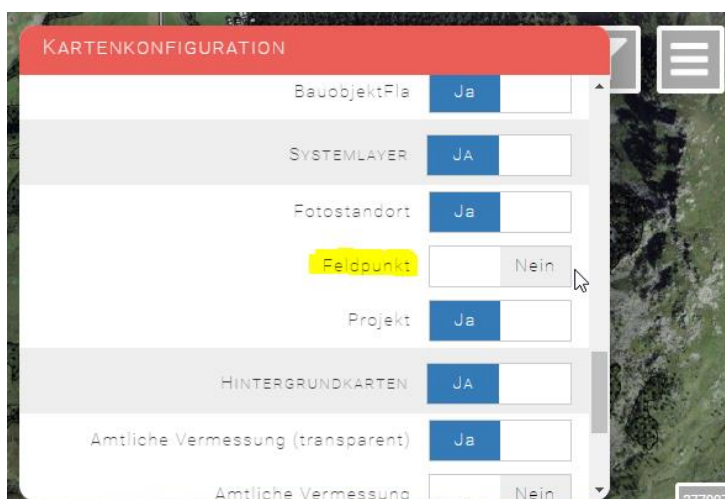 KARTENKONFIGURATION
BauobjektFla Ja
SYSTEMLAYER JA
Fotostandort Ja
Feldpunkt Nein
Projekt Ja
HINTERGRUNDKARTEN JA
Amtliche Vermessung (transparent) Ja
Amtliche Vermessung Nein